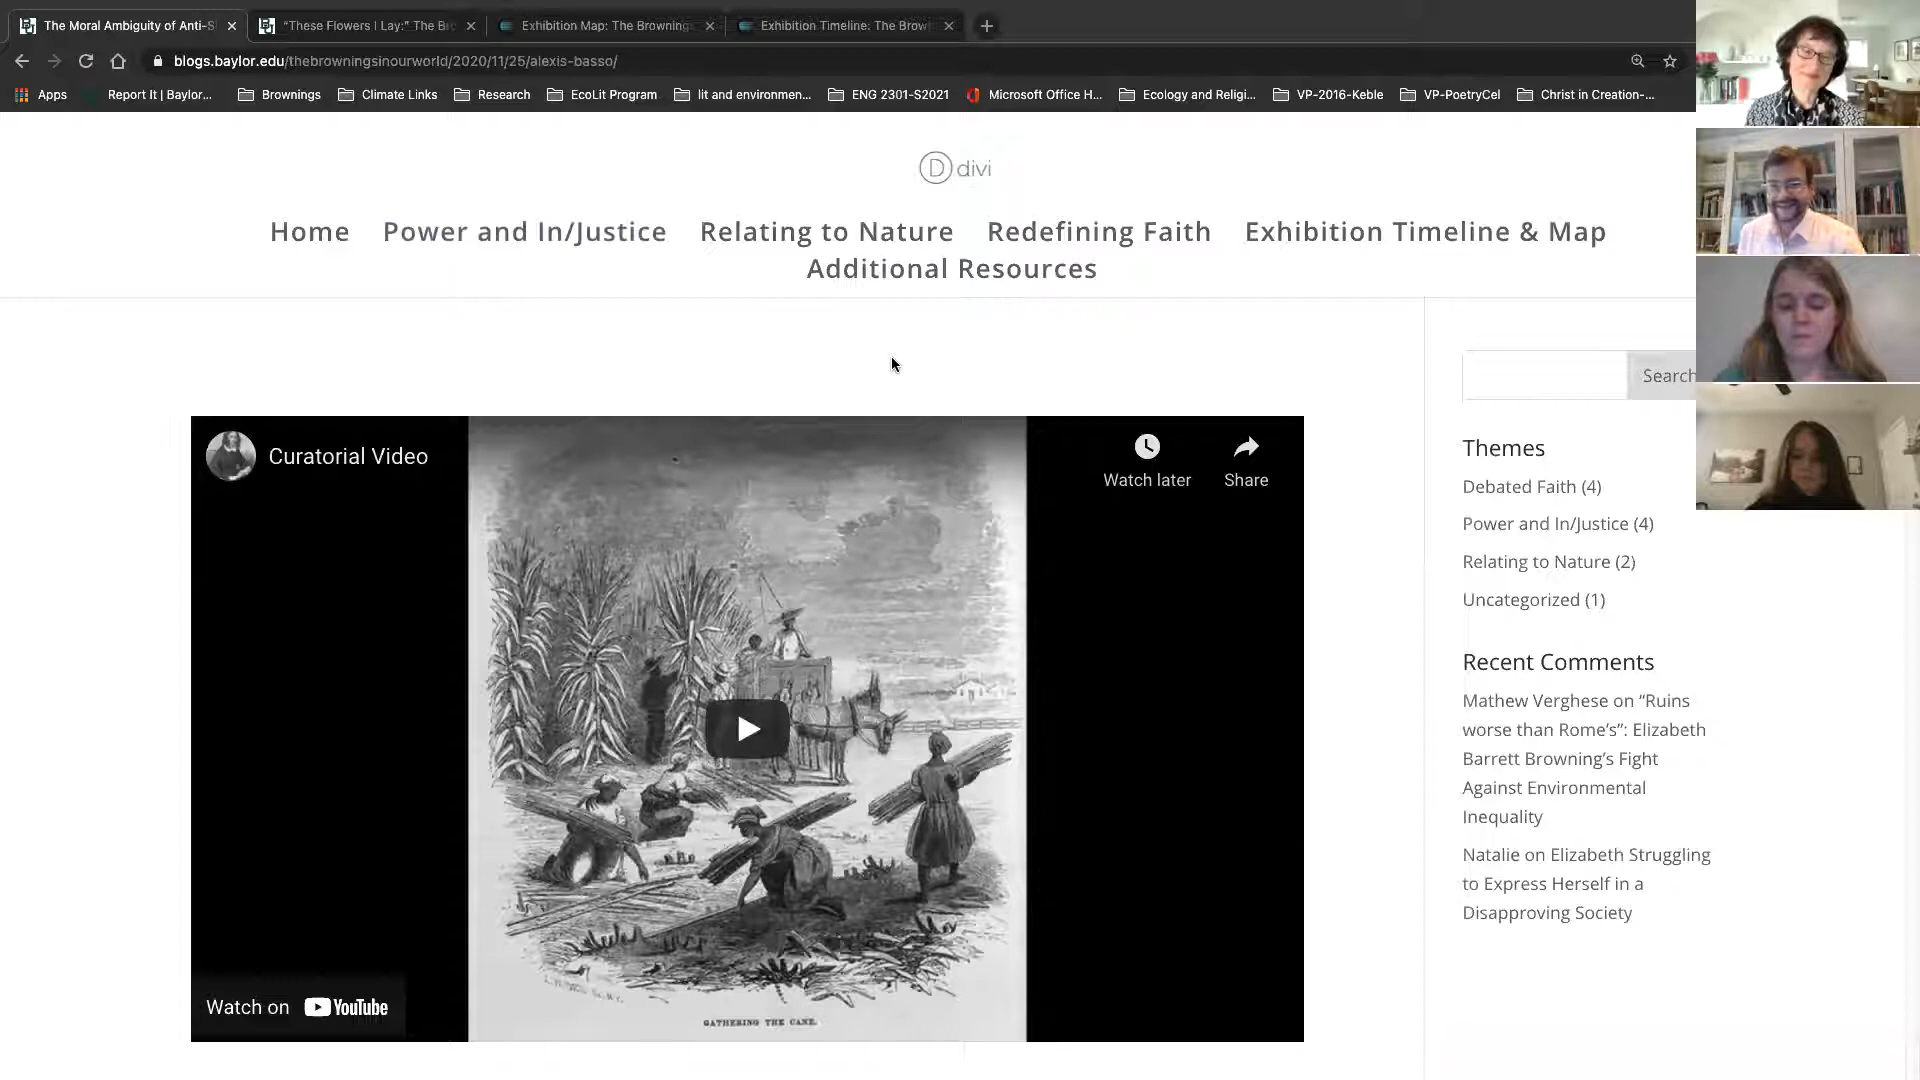 The Moral Ambiguity of Anti-S
"These Flowers I Lay:" The Br
Exhibition Map: The Brownings
Exhibition Timeline: The Brow
blogs.baylor.edu/thebrowningsinourworld/2020/11/25/alexis-basso/
Apps
Report It | Baylor...
Brownings
Climate Links
Research
EcoLit Program
lit and environmen...
ENG 2301-S2021
Microsoft Office H...
Ecology and Religi...
VP-2016-Keble
VP-PoetryCel
Christ in Creation-...
D divi
Home Power and In/Justice Relating to Nature Redefining Faith Exhibition Timeline & Map
Additional Resources
Search
Curatorial Video
Watch later
Share
GATHERING THE CANE.
Watch on YouTube
Themes
Debated Faith (4)
Power and In/Justice (4)
Relating to Nature (2)
Uncategorized (1)
Recent Comments
Mathew Verghese on “Ruins
worse than Rome’s”: Elizabeth
Barrett Browning’s Fight
Against Environmental
Inequality
Natalie on Elizabeth Struggling
to Express Herself in a
Disapproving Society